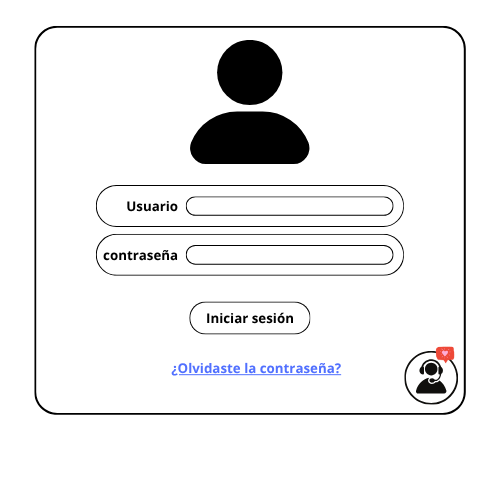 Usuario
contraseña
Iniciar sesión
¿Olvidaste la contraseña?